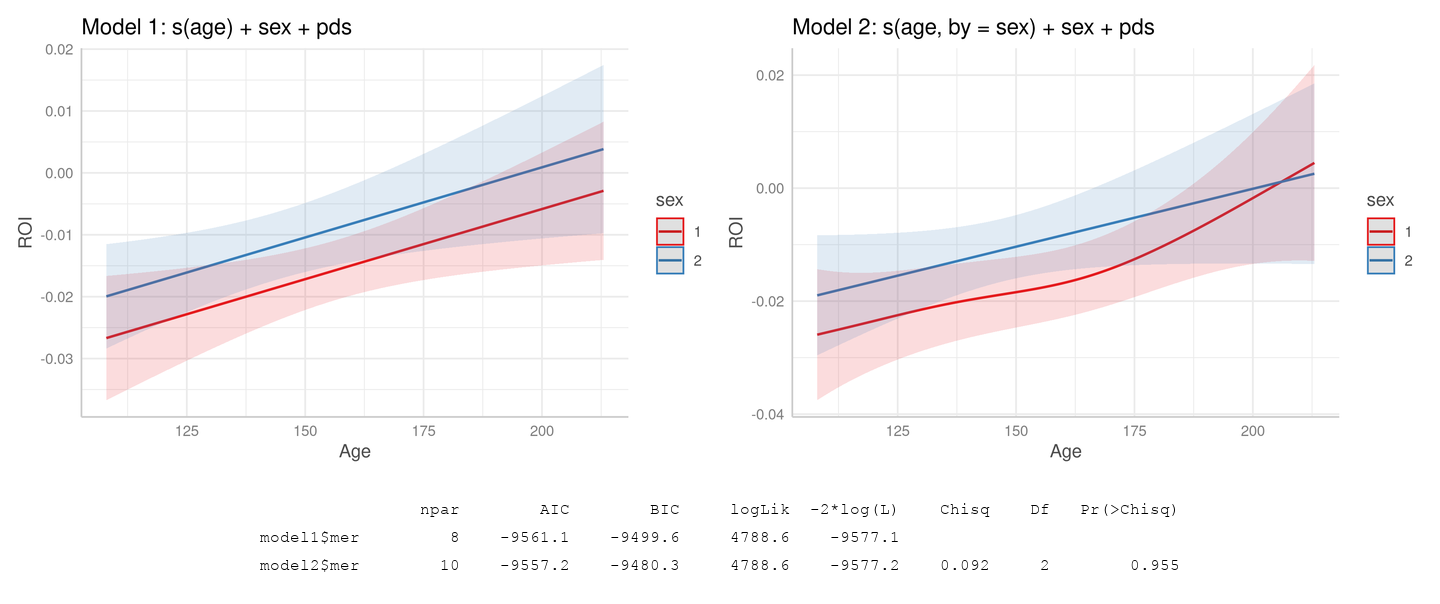 Model 1: s(age) + sex + pds
0.02
0.01
0.00
-0.01
-0.02
-0.03
ROI
125 150 175 200
Age
sex
1
2
Model 2: s(age, by = sex) + sex + pds
0.02
0.00
-0.02
-0.04
ROI
125 150 175 200
Age
sex
1
2
npar AIC BIC logLik -2*log(L) Chisq Df Pr(>Chisq)
model1$mer 8 -9561.1 -9499.6 4788.6 -9577.1
model2$mer 10 -9557.2 -9480.3 4788.6 -9577.2 0.092 2 0.955